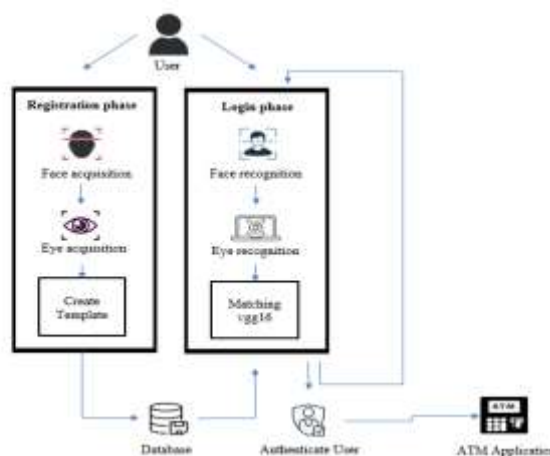 User
Registration phase
Face acquisition
Eye acquisition
Create
Template
Login phase
Face recognition
Eye recognition
Matching
vgg16
Database
Authenticate User
ATM
ATM Application